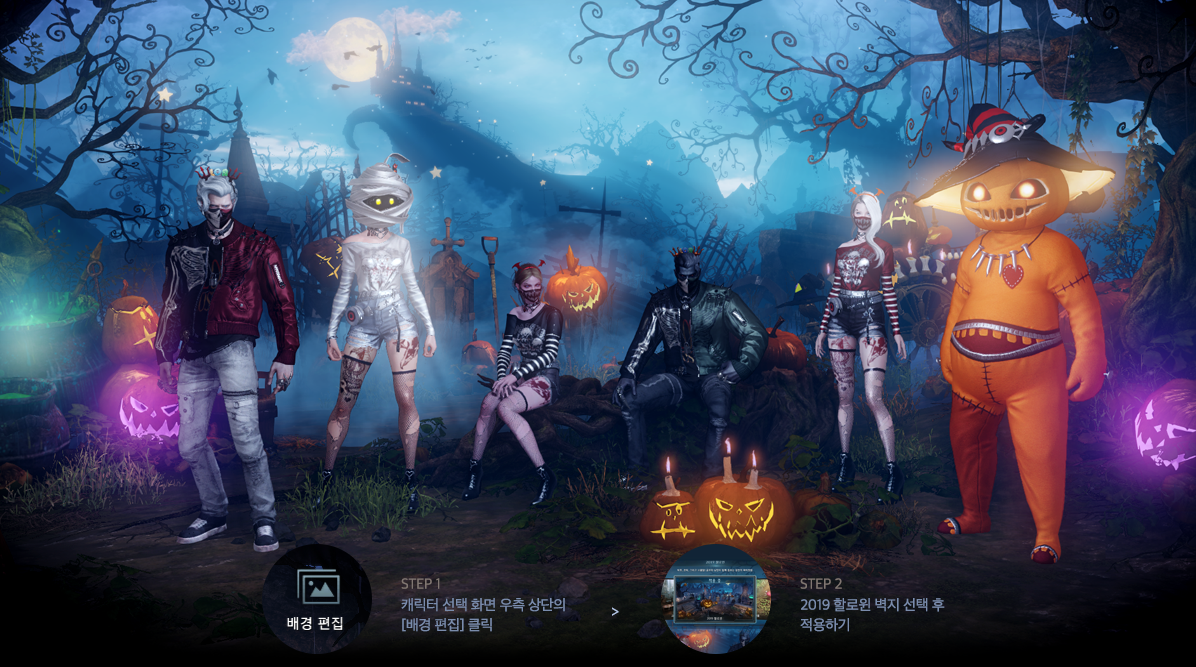 배경 편집
STEP 1
캐릭터 선택 화면 우측 상단의
[배경 편집] 클릭
>
STEP 2
2019 할로윈 벽지 선택 후
적용하기